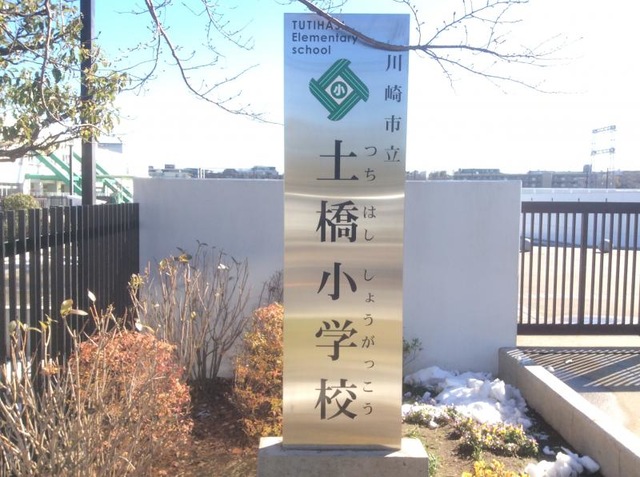 TUTIHASI
Elementary
school
小
川崎市立
土橋小学校
つちはししょうがっこう